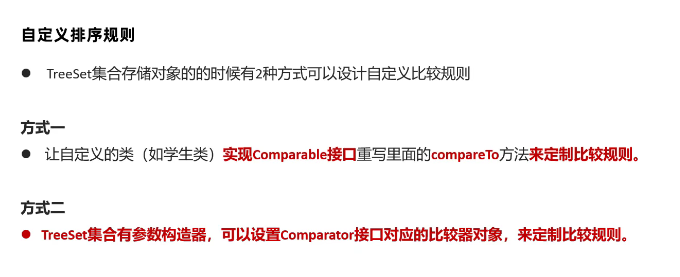 自定义排序规则
● TreeSet集合存储对象的的时候有2种方式可以设计自定义比较规则
方式一
● 让自定义的类（如学生类）实现Comparable接口重写里面的compareTo方法来定制比较规则。
方式二
● TreeSet集合有参数构造器，可以设置Comparator接口对应的比较器对象，来定制比较规则。